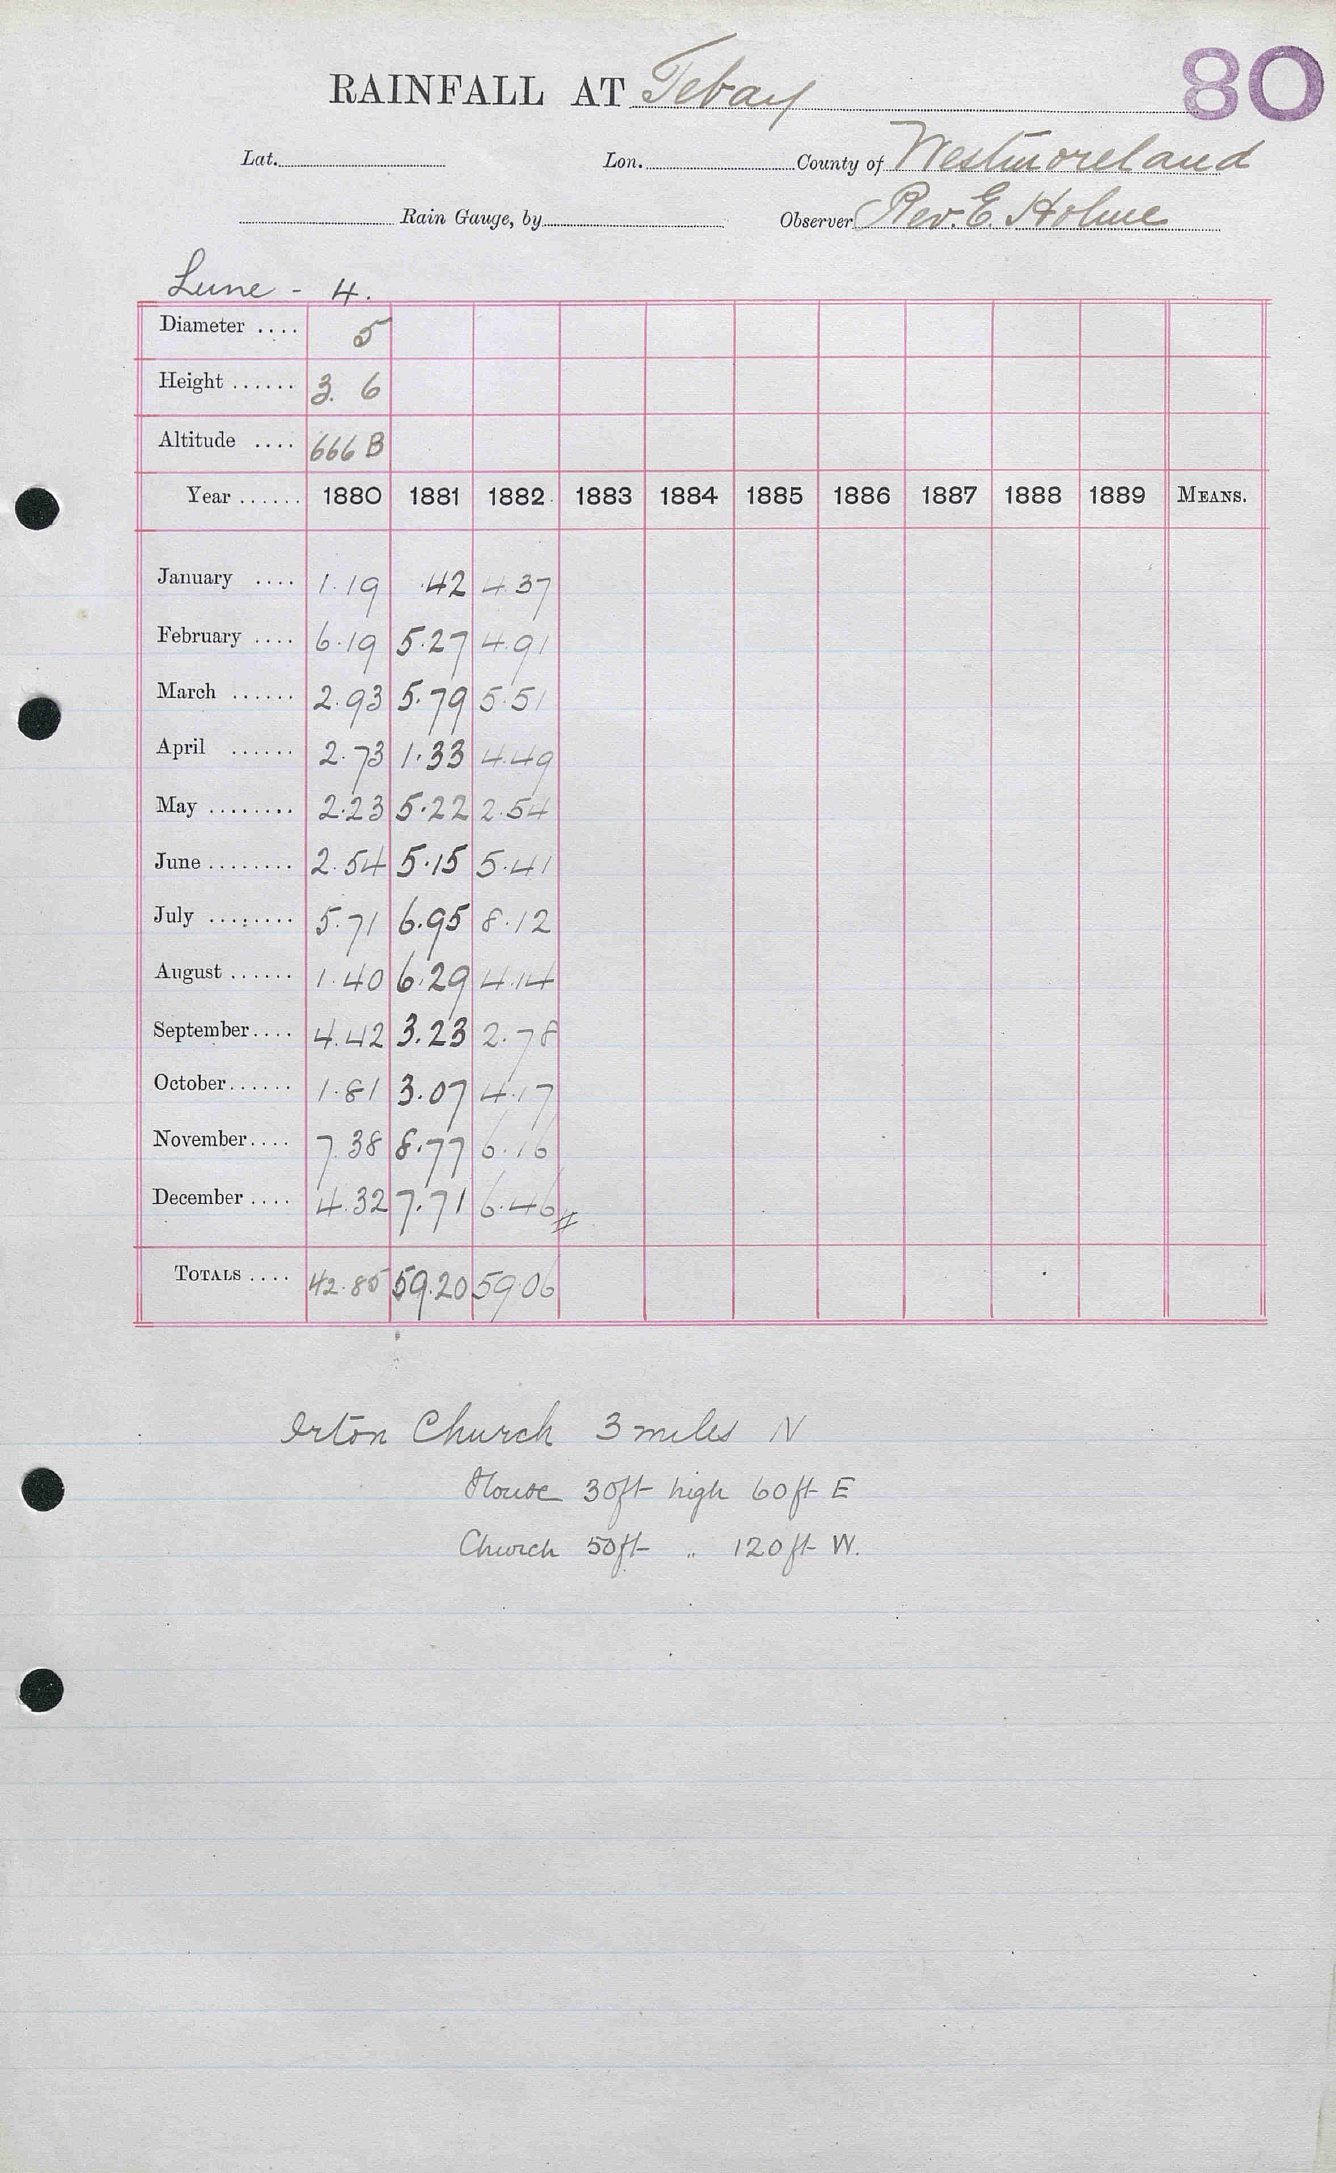 80
RAINFALL AT Tebay
Lat. Lon. County of Westmoreland
Rain Gauge, by Observer Rev. E. Holme
Lune - 4.
Diameter .... 5
Height ...... 3. 6
Altitude .... 666 B
Year ...... 1880 1881 1882 1883 1884 1885 1886 1887 1888 1889 MEANS.
January .... 1.19 .42 4.37
February .... 6.19 5.27 4.91
March ...... 2.93 5.79 5.51
April ...... 2.73 1.33 4.49
May ........ 2.23 5.22 2.54
June ........ 2.54 5.15 5.41
July ........ 5.71 6.95 8.12
August ...... 1.40 6.29 4.14
September .... 4.42 3.23 2.78
October ...... 1.81 3.07 4.17
November .... 7.38 8.77 6.16
December .... 4.32 7.71 6.46
TOTALS .... 42.85 59.20 59.06
Orton Church 3 miles N
House 30ft high 60ft E
Church 50ft " 120ft W.